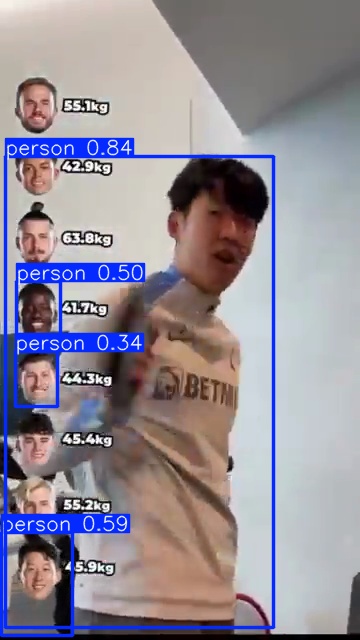 55.1kg
person 0.84
42.9kg
63.8kg
person 0.50
41.7kg
person 0.34
44.3kg
BETM
45.4kg
55.2kg
person 0.59
45.9kg